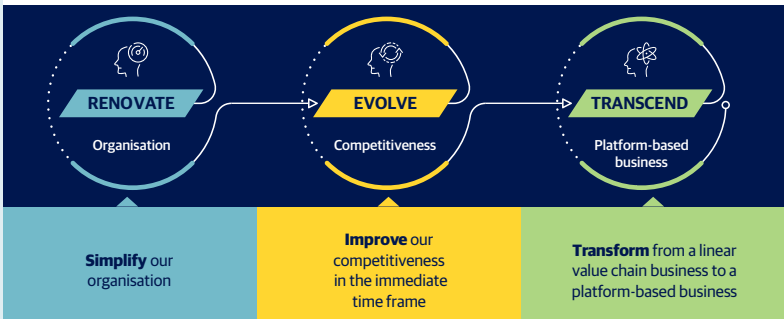 RENOVATE
Organisation
EVOLVE
Competitiveness
TRANSCEND
Platform-based
business
Simplify our
organisation
Improve our
competitiveness
in the immediate
time frame
Transform from a linear
value chain business to a
platform-based business